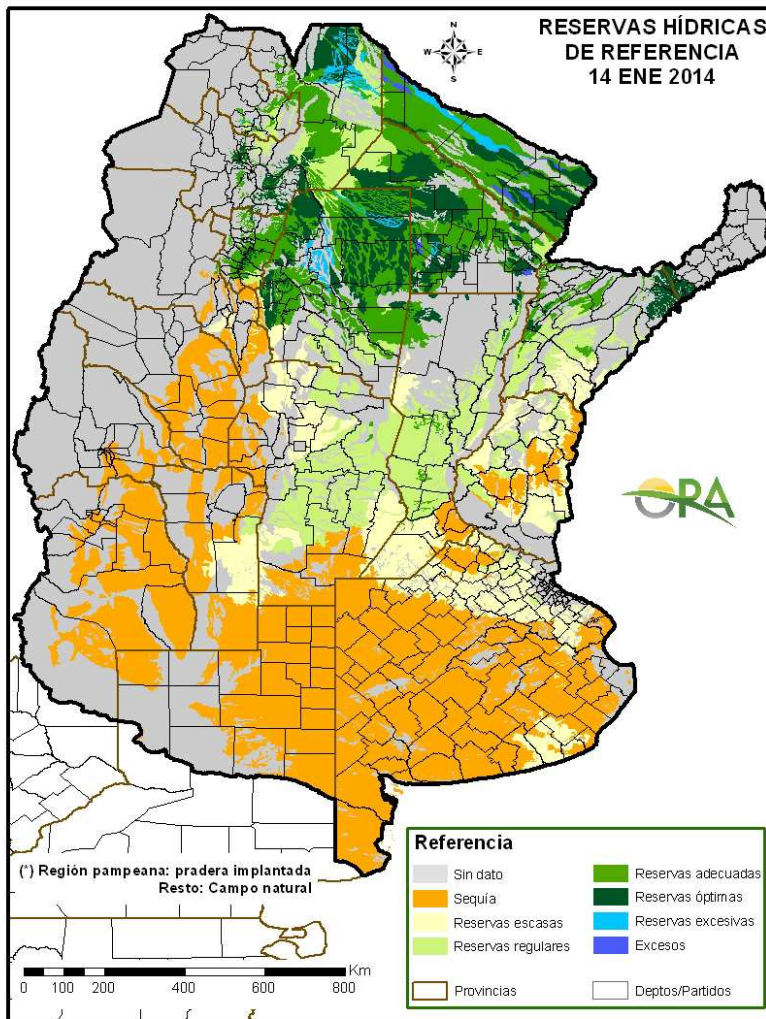 RESERVAS HÍDRICAS
DE REFERENCIA
14 ENE 2014
N
W E
S
OPA
(*) Región pampeana: pradera implantada
Resto: Campo natural
Referencia
Sin dato
Sequía
Reservas escasas
Reservas regulares
Reservas adecuadas
Reservas óptimas
Reservas excesivas
Excesos
Provincias
Deptos/Partidos
Km
0 100 200 400 600 800